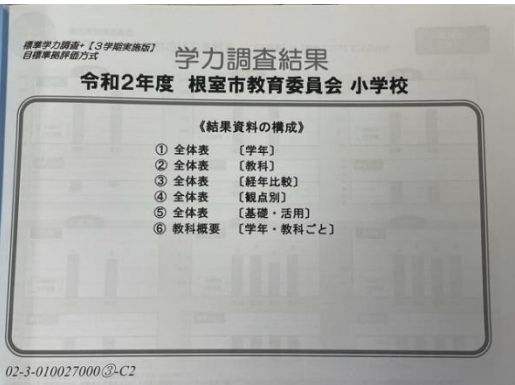 標準学力調査+【3学期実施版】
目標準拠評価方式
学力調査結果
令和2年度 根室市教育委員会 小学校
《結果資料の構成》
① 全体表 〔学年〕
② 全体表 〔教科〕
③ 全体表 〔経年比較〕
④ 全体表 〔観点別〕
⑤ 全体表 〔基礎・活用〕
⑥ 教科概要 〔学年・教科ごと〕
02-3-010027000③-C2